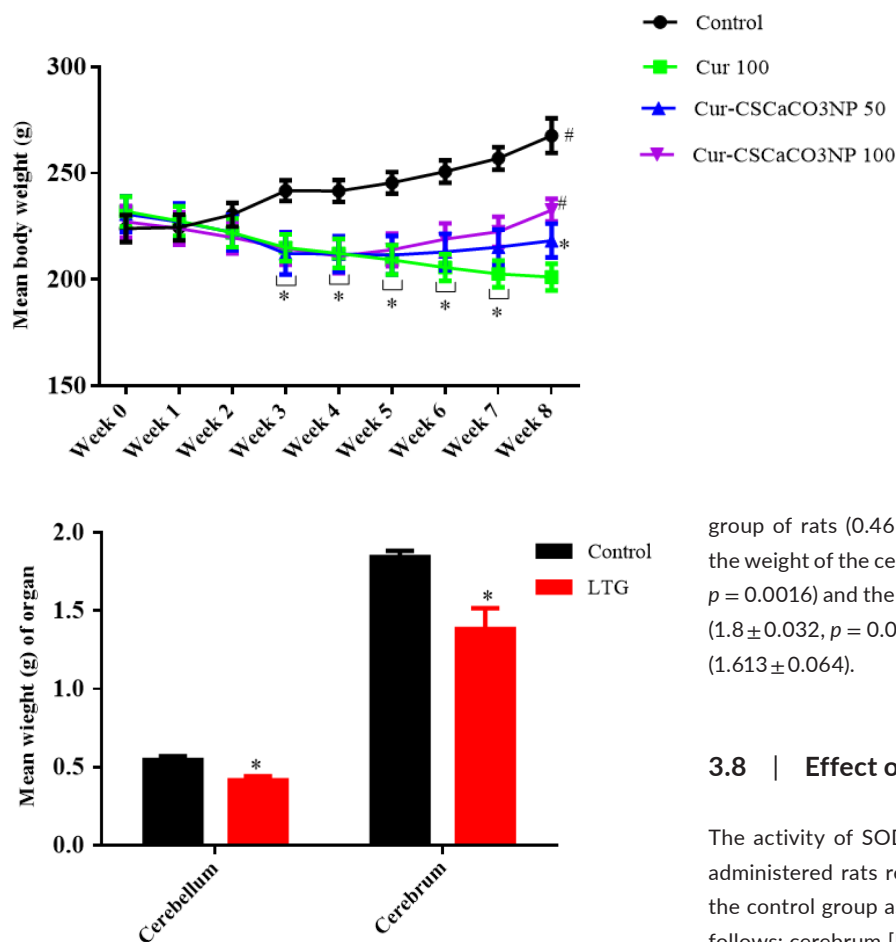 Control
Cur 100
Cur-CSCaCO3NP 50
Cur-CSCaCO3NP 100
Mean body weight (g)
300
250
200
150
#
#
*
* * * * *
Week 0 Week 1 Week 2 Week 3 Week 4 Week 5 Week 6 Week 7 Week 8
Mean wieght (g) of organ
2.0
1.5
1.0
0.5
0.0
Control
LTG
*
*
Cerebellum Cerebrum
group of rats (0.46
the weight of the ce
p = 0.0016) and the
(1.8±0.032, p = 0.0
(1.613±0.064).
3.8 | Effect o
The activity of SOD
administered rats re
the control group a
follows: cerebrum [